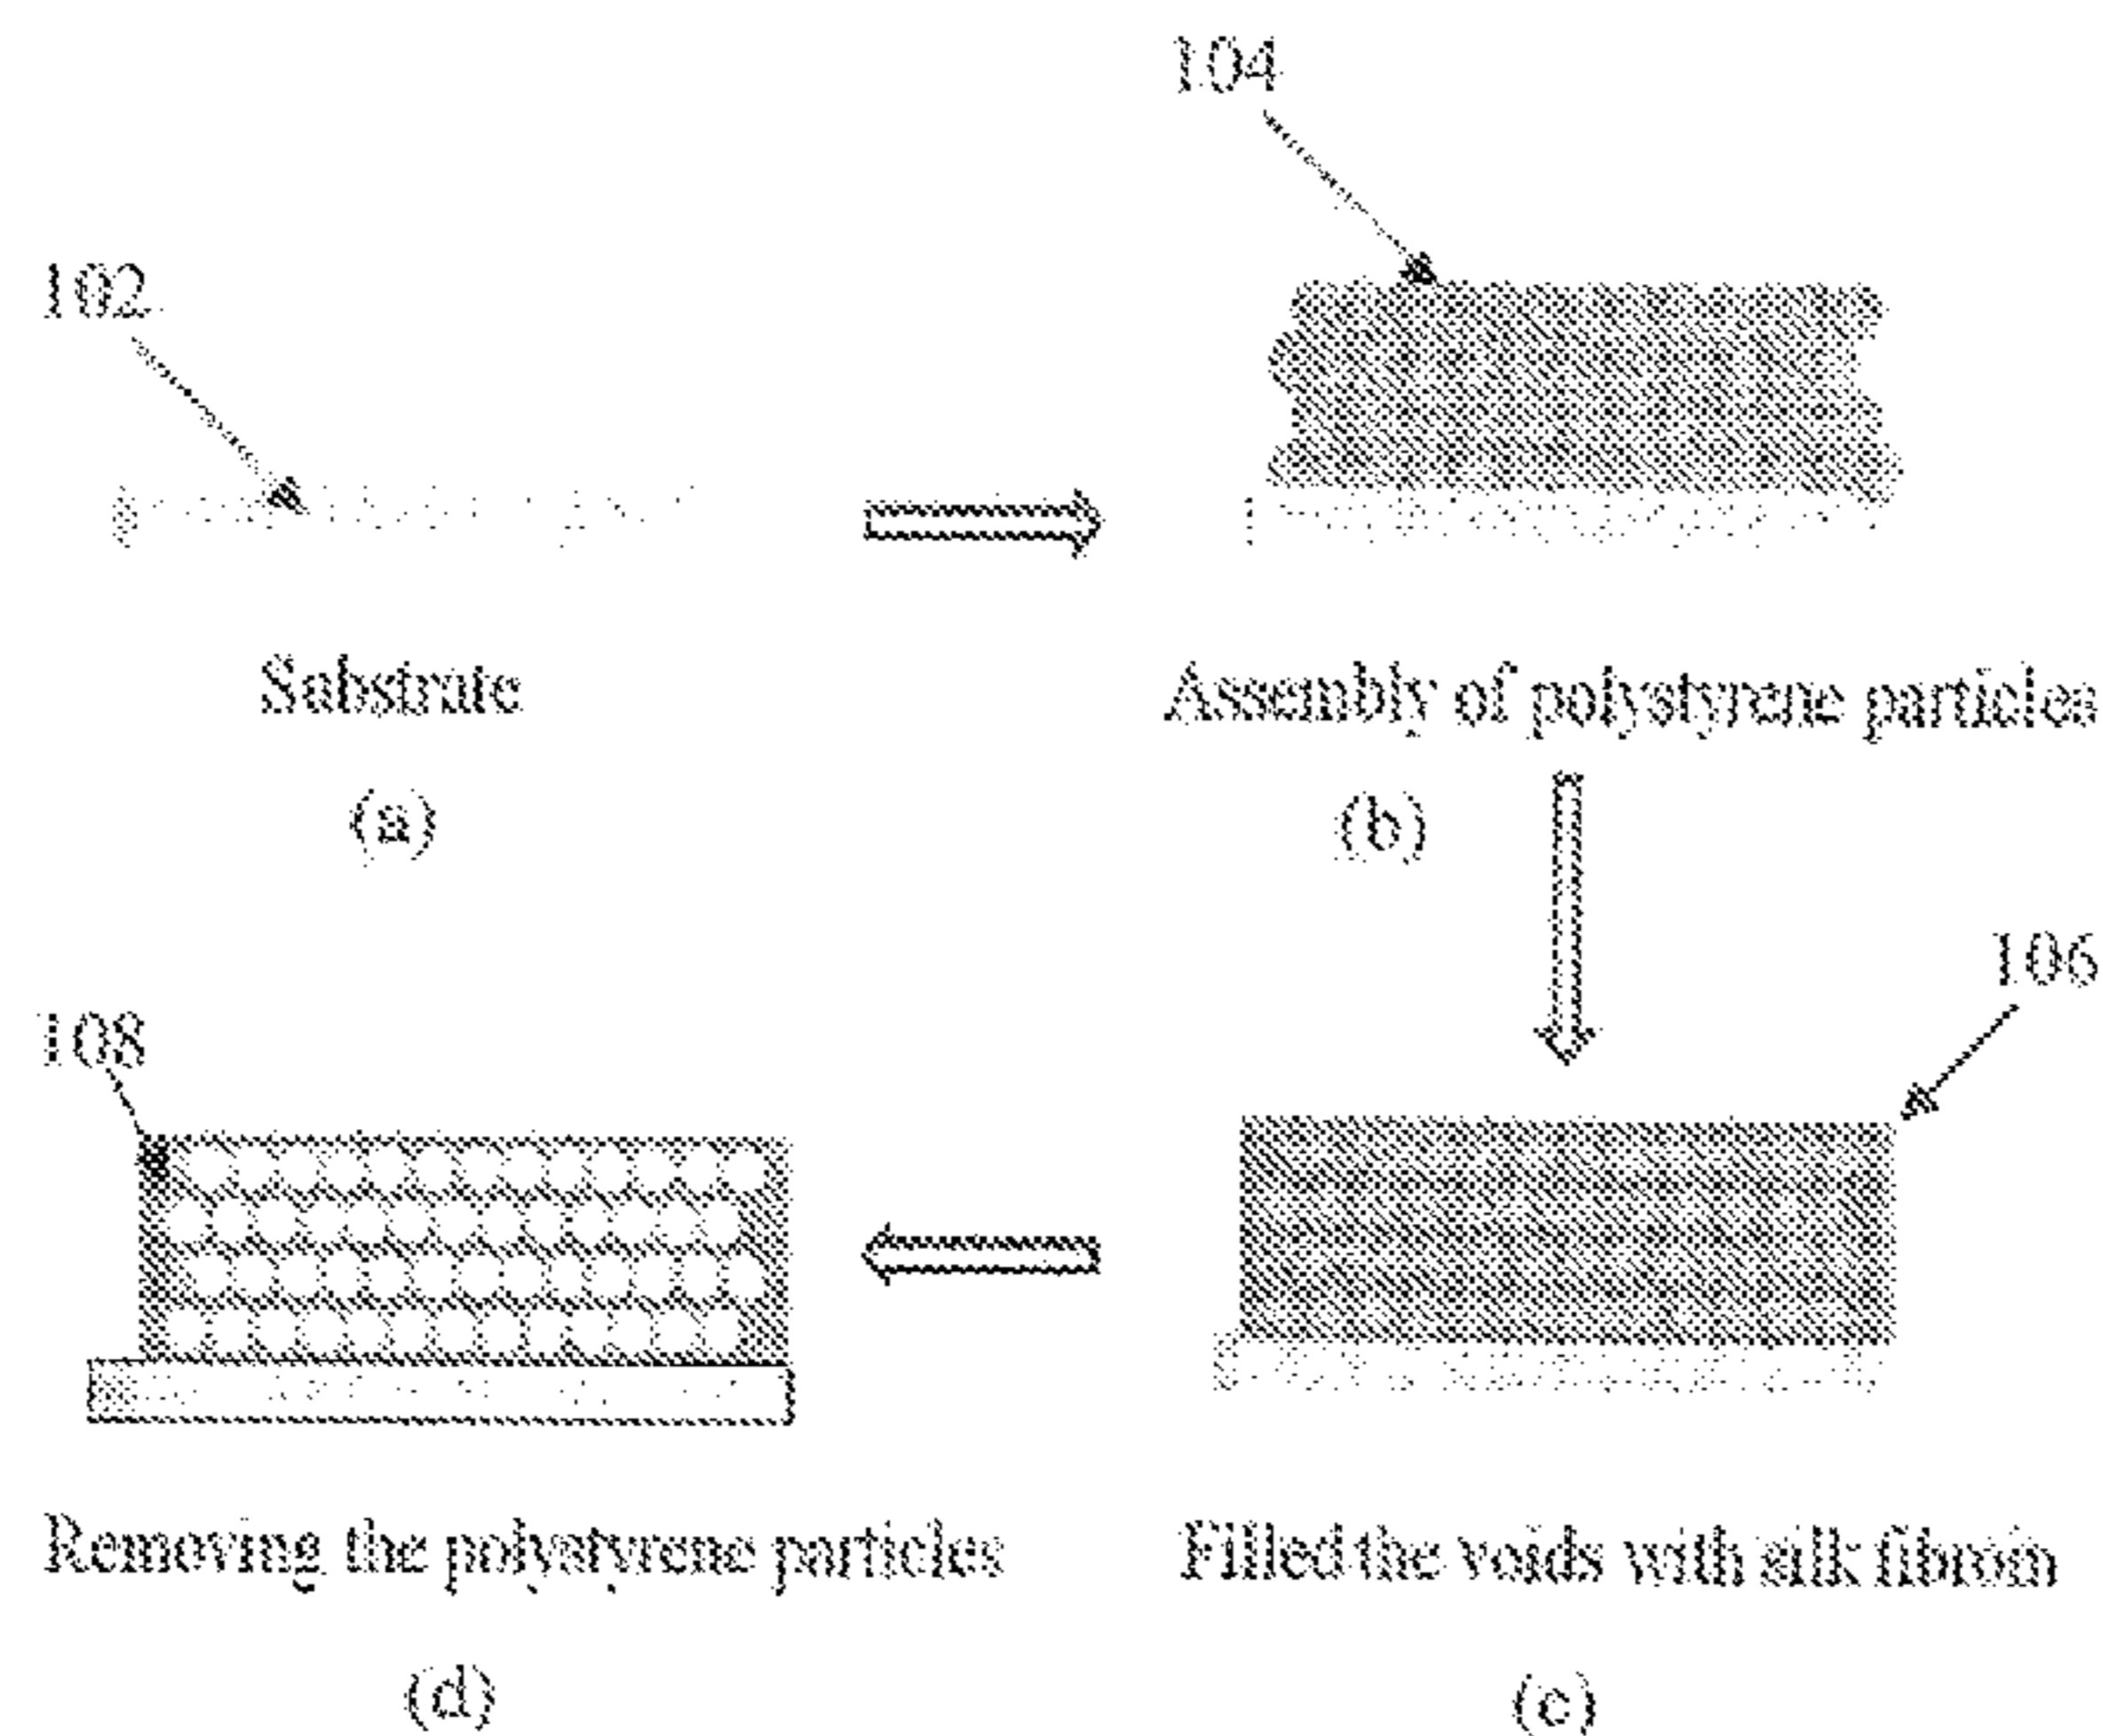 104
102
Substrate
(a)
Assembly of polystyrene particles
(b)
106
108
Removing the polystyrene particles
(d)
Filled the voids with silk fibroin
(c)